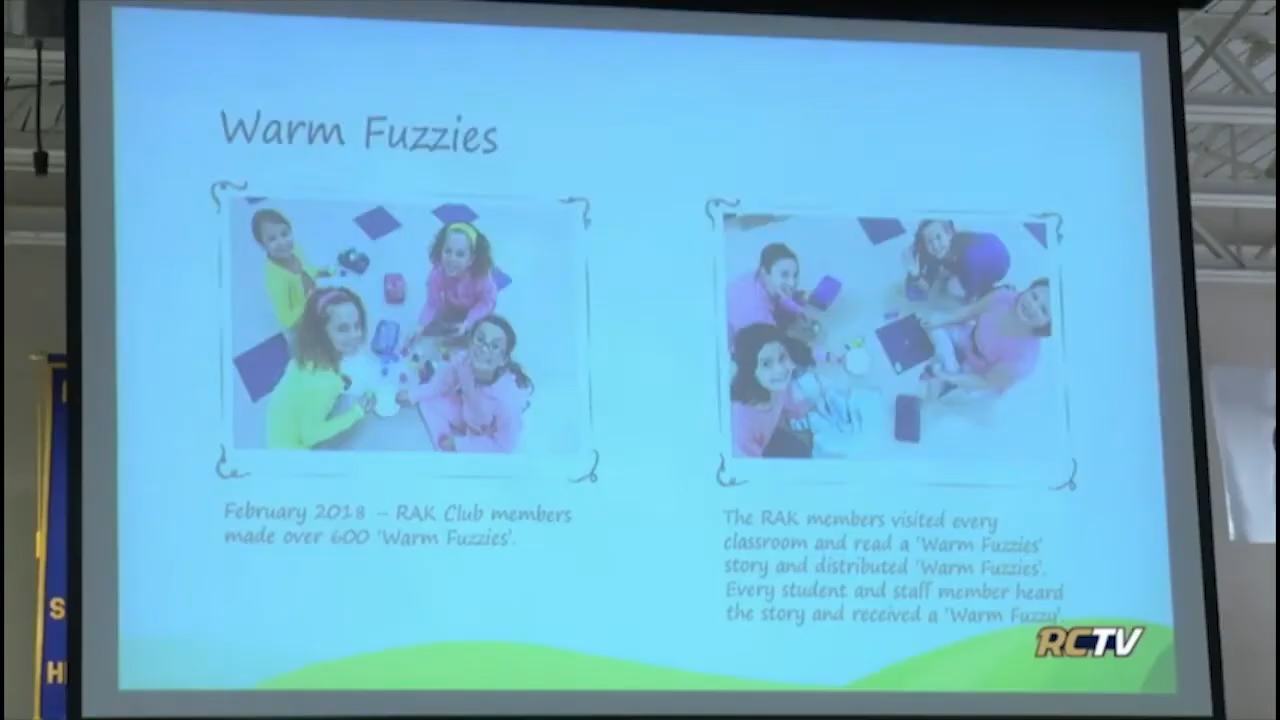 Warm Fuzzies
February 2018 - RAK Club members
made over 600 'Warm Fuzzies'.
The RAK members visited every
classroom and read a 'Warm Fuzzies'
story and distributed 'Warm Fuzzies'.
Every student and staff member heard
the story and received a 'Warm Fuzzy'.
RCTV
S
H